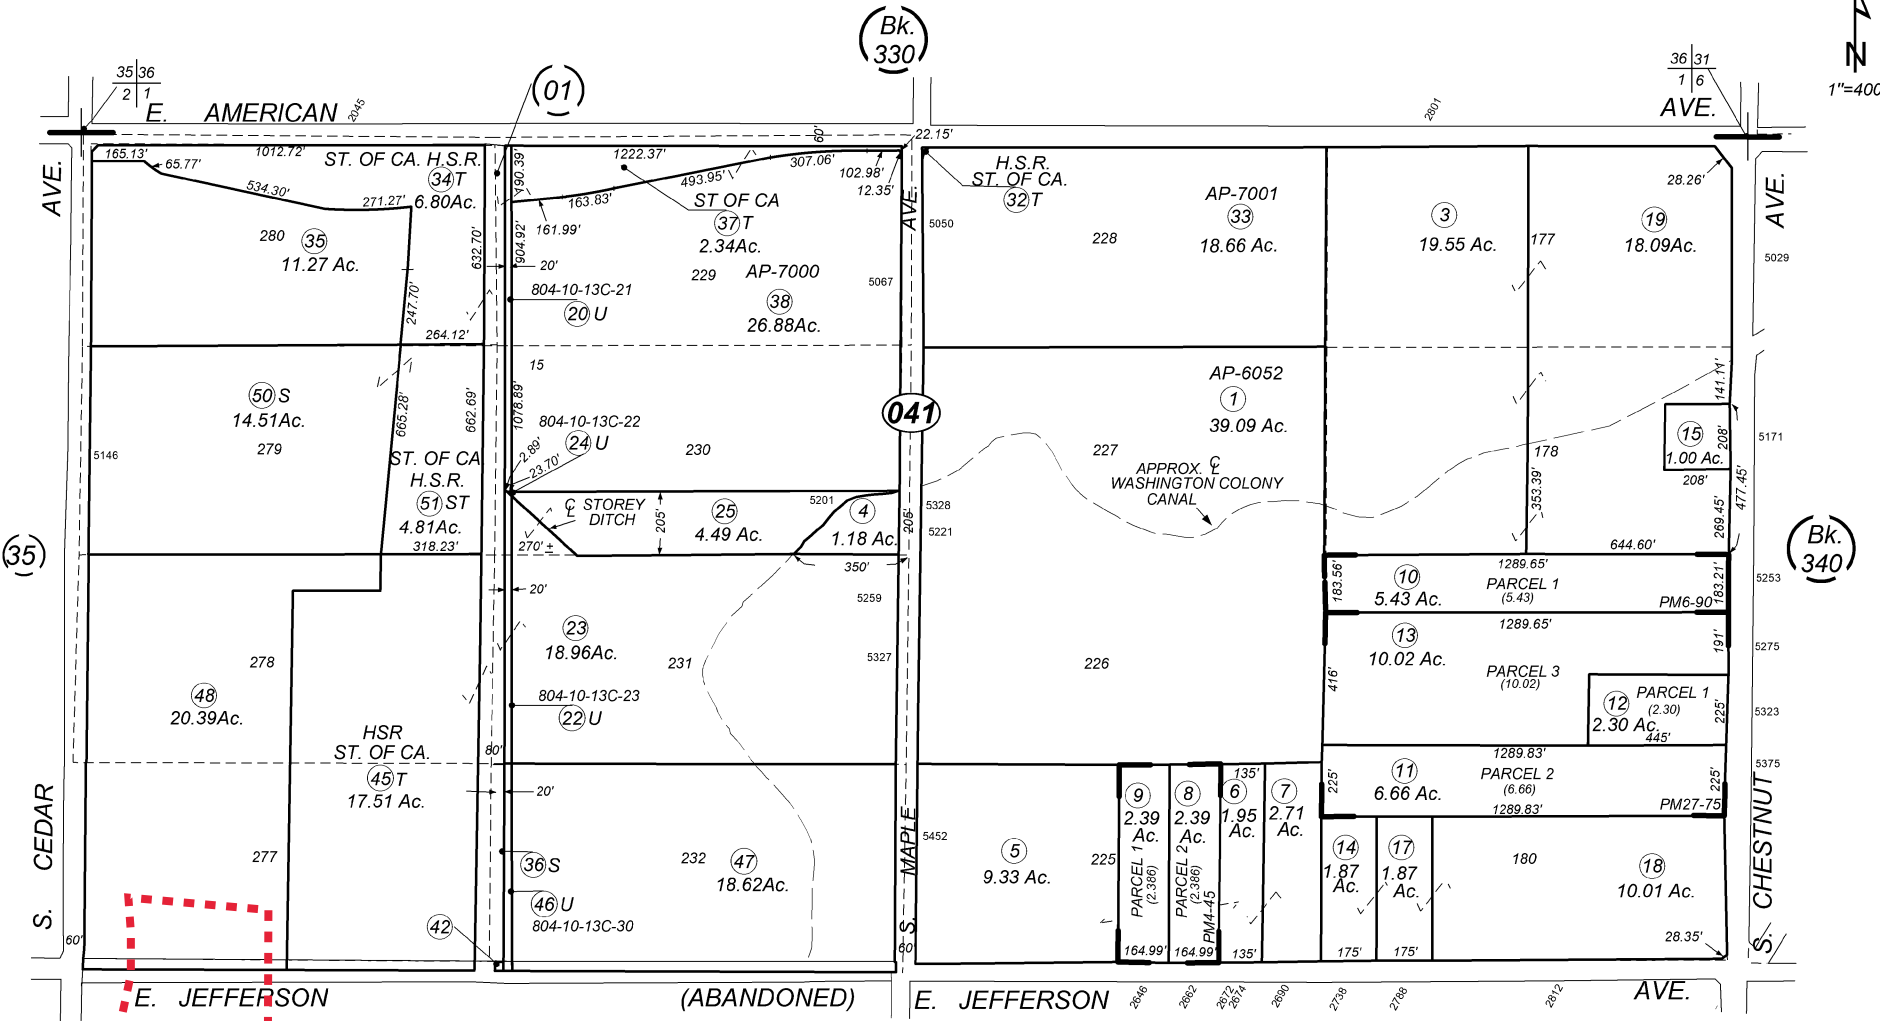 Bk.
330
35 36
2 1
01
36 31
1 6
N
1"=400
E. AMERICAN
2045
60'
2801
AVE.
22.15'
165.13'
65.77'
1012.72'
ST. OF CA. H.S.R.
34 T
6.80Ac.
190.39'
1222.37'
307.06'
102.98'
12.35'
H.S.R.
ST. OF CA.
32 T
28.26'
AVE.
534.30'
271.27'
163.83'
493.95'
161.99'
ST OF CA
37 T
2.34Ac.
AVE.
5050
AP-7001
33
18.66 Ac.
3
19.55 Ac.
19
18.09Ac.
AVE.
280
35
11.27 Ac.
632.70'
904.92'
20'
229
AP-7000
38
26.88Ac.
5067
228
177
5029
804-10-13C-21
20 U
247.70'
264.12'
15
50 S
14.51Ac.
279
5146
665.28'
662.69'
1078.89'
804-10-13C-22
24 U
2.89'
23.70'
230
041
AP-6052
1
39.09 Ac.
227
141.11'
15
1.00 Ac.
208'
208'
5171
178
353.39'
477.45'
269.45'
ST. OF CA
H.S.R.
51 ST
4.81Ac.
318.23'
CL STOREY
DITCH
270' ±
205'
25
4.49 Ac.
5201
4
1.18 Ac.
350'
205'
5328
5221
APPROX. CL
WASHINGTON COLONY
CANAL
644.60'
35
Bk.
340
20'
5259
23
18.96Ac.
231
5327
226
183.56'
10
5.43 Ac.
1289.65'
PARCEL 1
(5.43)
PM6-90
183.21'
5253
1289.65'
13
10.02 Ac.
191'
5275
278
48
20.39Ac.
416'
PARCEL 3
(10.02)
12
2.30 Ac.
PARCEL 1
(2.30)
445'
225'
5323
804-10-13C-23
22 U
HSR
ST. OF CA.
45 T
17.51 Ac.
80'
20'
1289.83'
225'
11
6.66 Ac.
PARCEL 2
(6.66)
1289.83'
225'
PM27-75
5375
S. CEDAR
277
36 S
46 U
804-10-13C-30
42
232
47
18.62Ac.
S. MAPLE
5452
5
9.33 Ac.
225
9
2.39
Ac.
PARCEL 1
(2.386)
164.99'
8
2.39
Ac.
PARCEL 2
(2.386)
PM4-45
164.99'
135'
6
1.95
Ac.
135'
7
2.71
Ac.
14
1.87
Ac.
175'
17
1.87
Ac.
175'
180
18
10.01 Ac.
28.35'
S. CHESTNUT
60'
60'
E. JEFFERSON
(ABANDONED)
E. JEFFERSON
AVE.
2646
2662
2672
2674
2690
2738
2788
2812